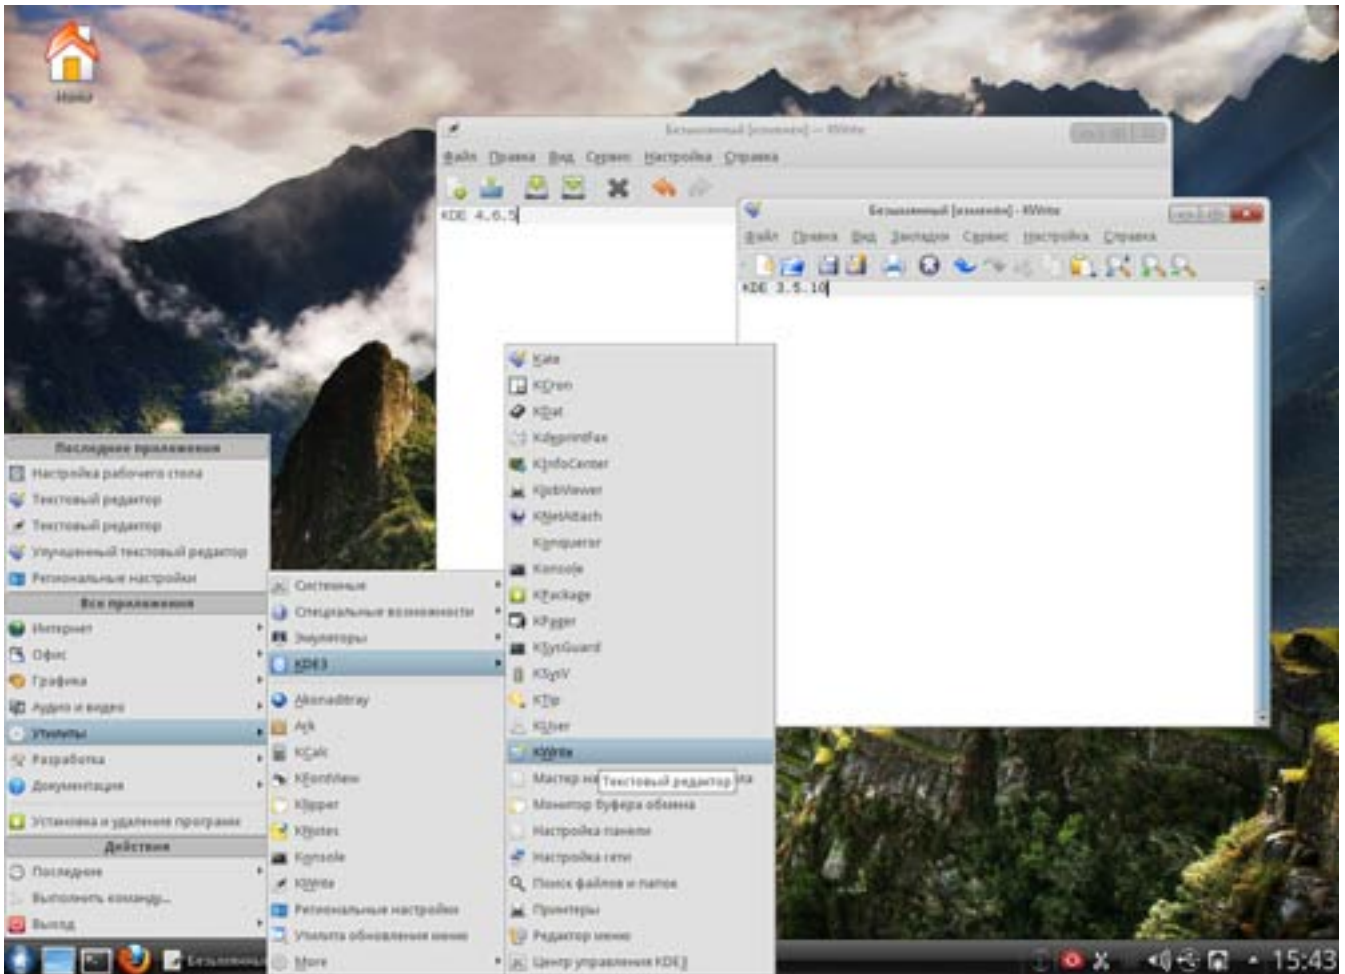 Home
Безымянный [изменён] — KWrite
Файл Правка Вид Сервис Настройка Справка
KDE 4.6.5
Безымянный [изменён] - KWrite
Файл Правка Вид Закладки Сервис Настройка Справка
KDE 3.5.10
Последние приложения
Настройка рабочего стола
Текстовый редактор
Текстовый редактор
Улучшенный текстовый редактор
Региональные настройки
Все приложения
Интернет
Офис
Графика
Аудио и видео
Утилиты
Разработка
Документация
Установка и удаление программ
Действия
Последние
Выполнить команду...
Выход
Системные
Специальные возможности
Эмуляторы
KDE3
Akonaditray
Ark
KCalc
KFontView
Klipper
KNotes
Konsole
KWrite
Региональные настройки
Утилита обновления меню
More
Kate
KCron
KDat
KdeprintFax
KInfoCenter
KJobViewer
KNetAttach
Konqueror
Konsole
KPackage
KPager
KSysGuard
KSysV
KTip
KUser
KWrite
Мастер
Текстовый редактор
Монитор буфера обмена
Настройка панели
Настройка сети
Поиск файлов и папок
Принтеры
Редактор меню
Центр управления KDE3
15:43